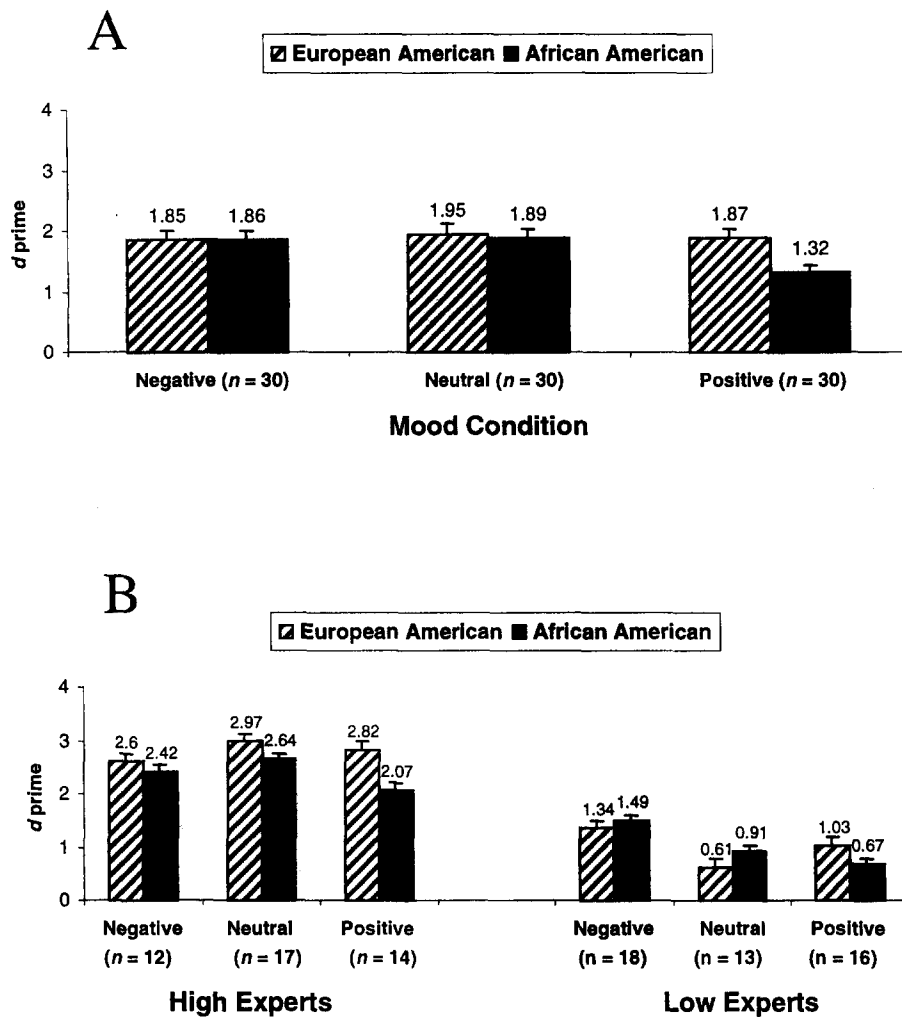 A
European American African American
4
3
2
1
0
d prime
1.85 1.86 1.95 1.89 1.87 1.32
Negative (n = 30) Neutral (n = 30) Positive (n = 30)
Mood Condition
B
European American African American
4
3
2
1
0
d prime
2.6 2.42 2.97 2.64 2.82 2.07 1.34 1.49 0.61 0.91 1.03 0.67
Negative Neutral Positive Negative Neutral Positive
(n = 12) (n = 17) (n = 14) (n = 18) (n = 13) (n = 16)
High Experts Low Experts